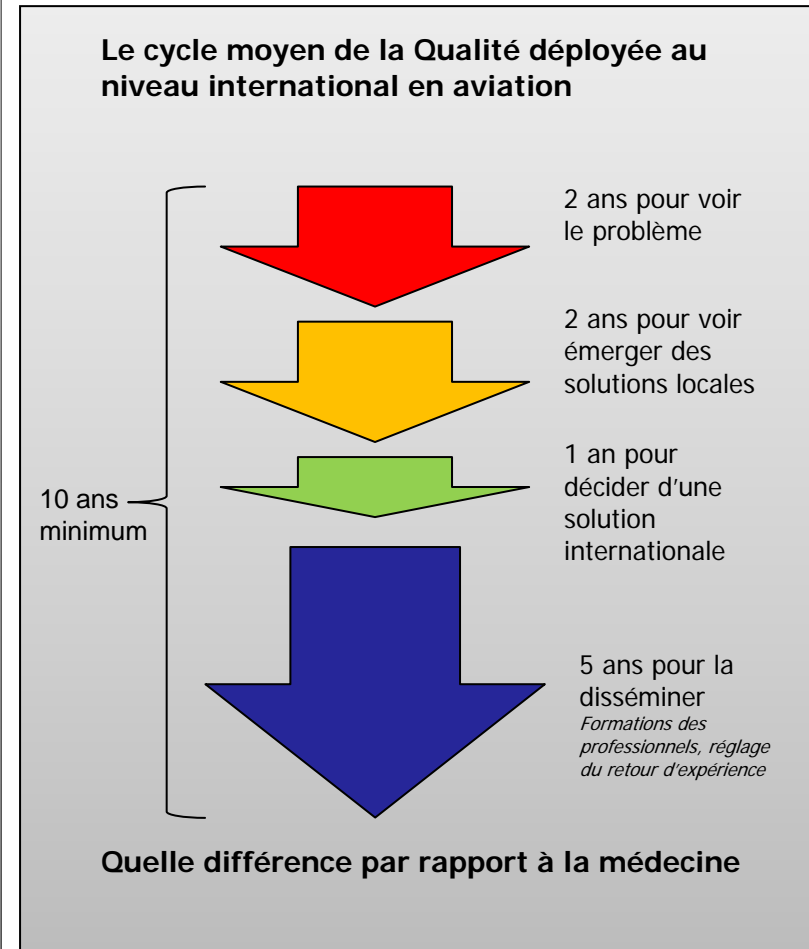 Le cycle moyen de la Qualité déployée au
niveau international en aviation
2 ans pour voir
le problème
2 ans pour voir
émerger des
solutions locales
1 an pour
décider d'une
solution
internationale
10 ans
minimum
5 ans pour la
disséminer
Formations des
professionnels, réglage
du retour d'expérience
Quelle différence par rapport à la médecine